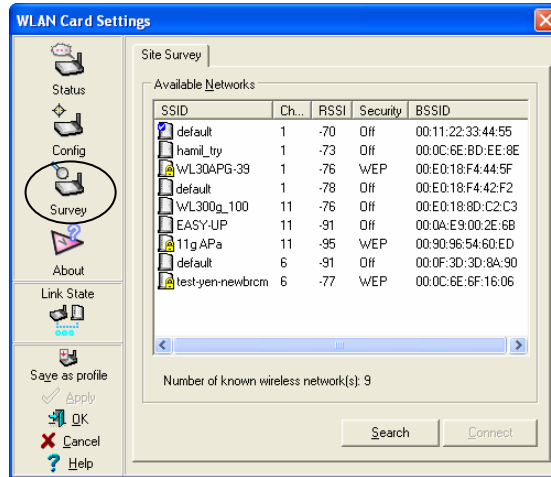 WLAN Card Settings
Status
Config
Survey
About
Link State
Save as profile
Apply
OK
Cancel
Help
Site Survey
Available Networks
SSID Ch... RSSI Security BSSID
default 1 -70 Off 00:11:22:33:44:55
hamil_try 1 -73 Off 00:0C:6E:BD:EE:8E
WL30APG-39 1 -76 WEP 00:E0:18:F4:44:5F
default 1 -78 Off 00:E0:18:F4:42:F2
WL300g_100 11 -76 Off 00:E0:18:8D:C2:C3
EASY-UP 11 -91 Off 00:0A:E9:00:2E:6B
11g APa 11 -95 WEP 00:90:96:54:60:ED
default 6 -91 Off 00:0F:3D:3D:8A:90
test-yen-newbrcm 6 -77 WEP 00:0C:6E:6F:16:06
Number of known wireless network(s): 9
Search Connect